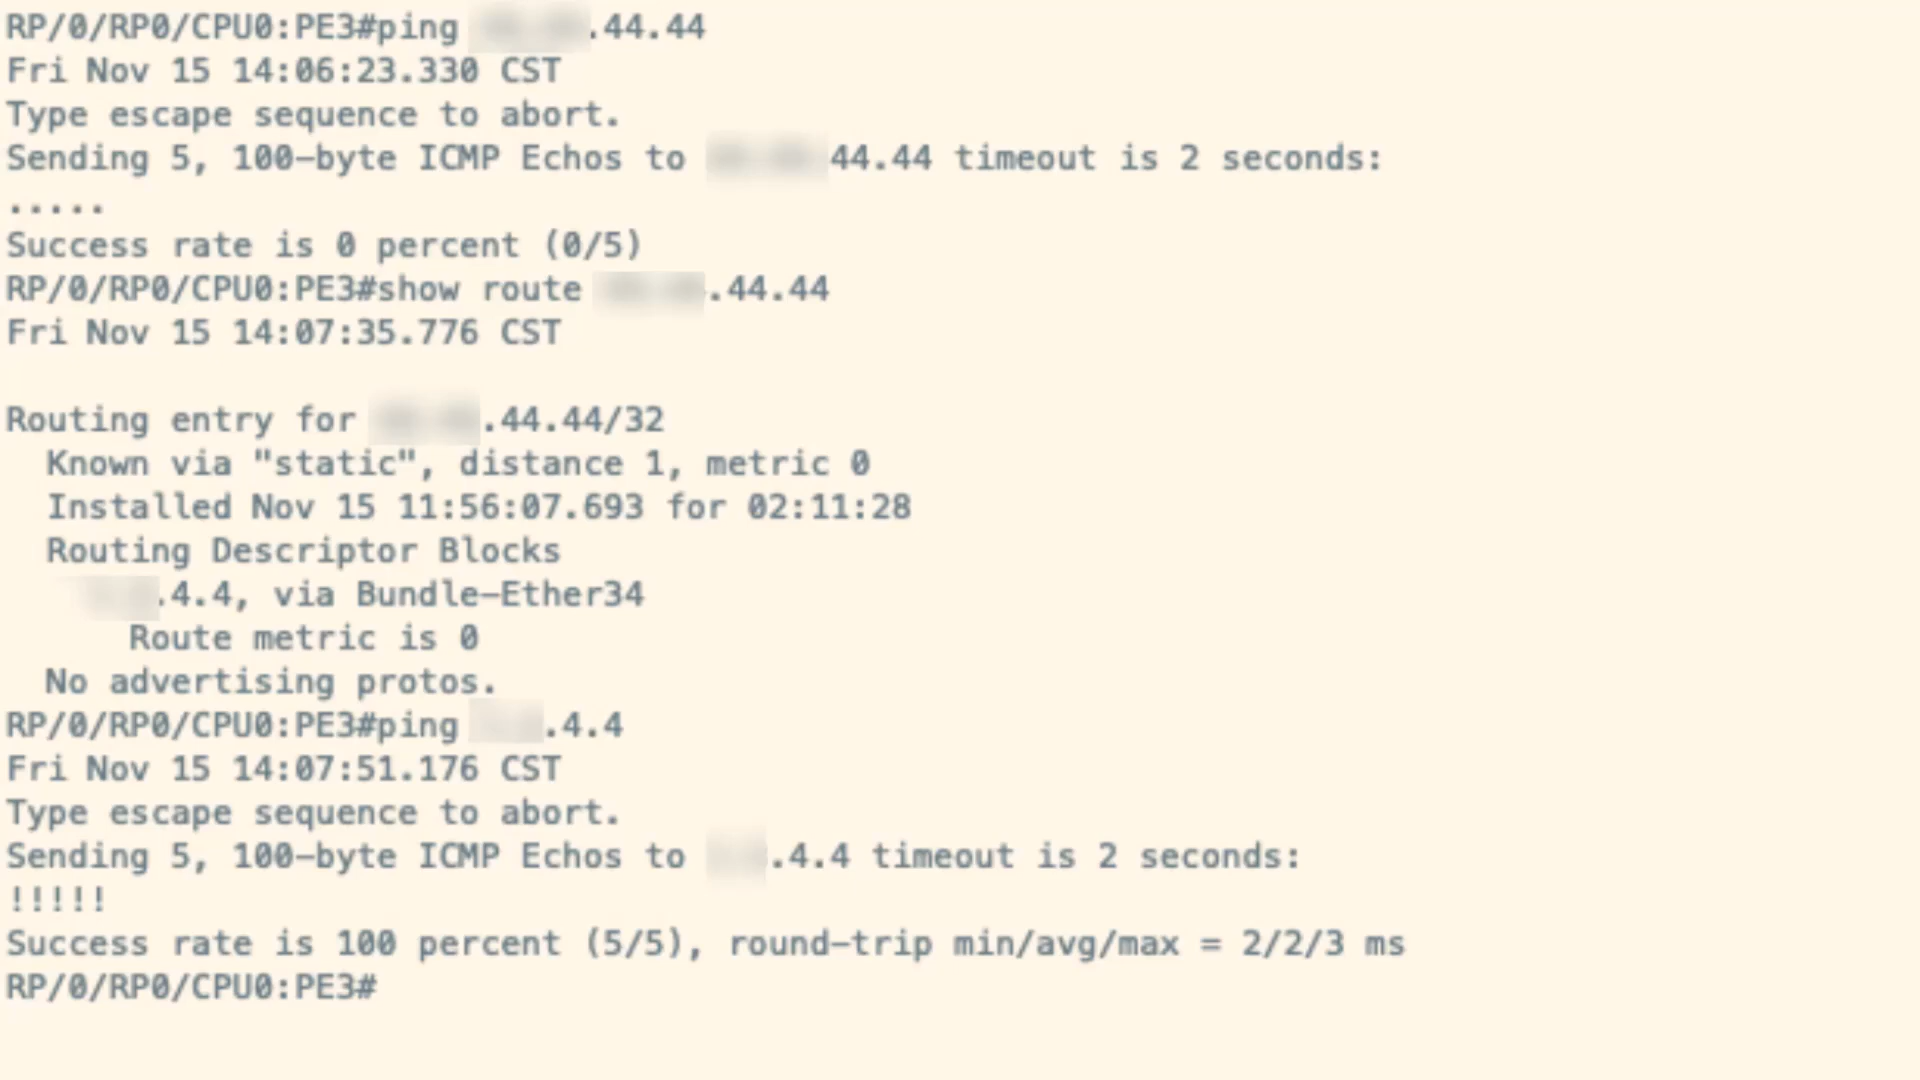 RP/0/RP0/CPU0:PE3#ping .44.44
Fri Nov 15 14:06:23.330 CST
Type escape sequence to abort.
Sending 5, 100-byte ICMP Echos to 44.44 timeout is 2 seconds:
.....
Success rate is 0 percent (0/5)
RP/0/RP0/CPU0:PE3#show route .44.44
Fri Nov 15 14:07:35.776 CST
Routing entry for .44.44/32
Known via "static", distance 1, metric 0
Installed Nov 15 11:56:07.693 for 02:11:28
Routing Descriptor Blocks
.4.4, via Bundle-Ether34
Route metric is 0
No advertising protos.
RP/0/RP0/CPU0:PE3#ping .4.4
Fri Nov 15 14:07:51.176 CST
Type escape sequence to abort.
Sending 5, 100-byte ICMP Echos to .4.4 timeout is 2 seconds:
!!!!!
Success rate is 100 percent (5/5), round-trip min/avg/max = 2/2/3 ms
RP/0/RP0/CPU0:PE3#